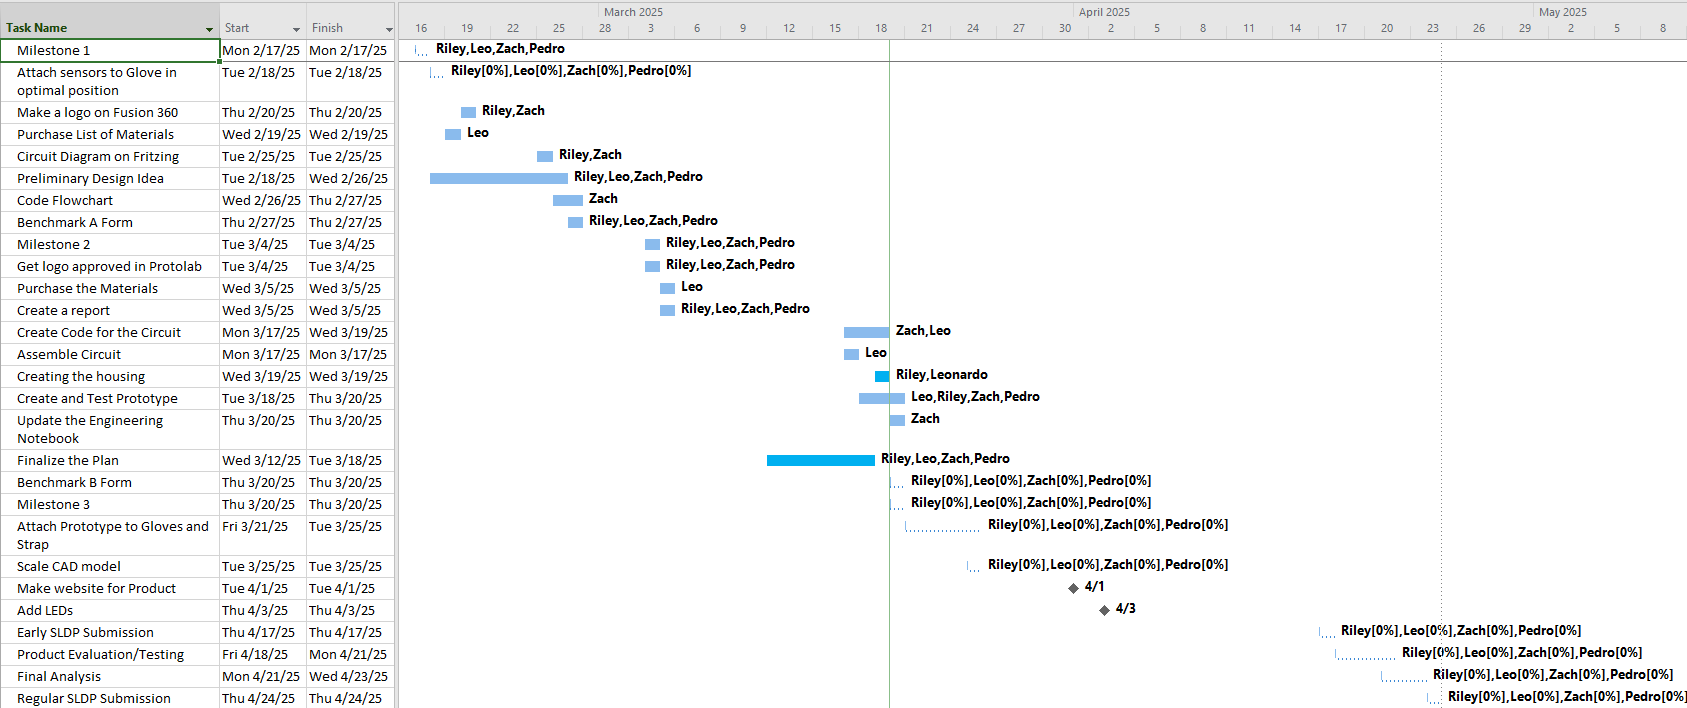 March 2025 April 2025 May 2025
Task Name Start Finish 16 19 22 25 28 3 6 9 12 15 18 21 24 27 30 2 5 8 11 14 17 20 23 26 29 2 5 8
Milestone 1 Mon 2/17/25 Mon 2/17/25 Riley,Leo,Zach,Pedro
Attach sensors to Glove in Tue 2/18/25 Tue 2/18/25 Riley[0%],Leo[0%],Zach[0%],Pedro[0%]
optimal position
Make a logo on Fusion 360 Thu 2/20/25 Thu 2/20/25 Riley,Zach
Purchase List of Materials Wed 2/19/25 Wed 2/19/25 Leo
Circuit Diagram on Fritzing Tue 2/25/25 Tue 2/25/25 Riley,Zach
Preliminary Design Idea Tue 2/18/25 Wed 2/26/25 Riley,Leo,Zach,Pedro
Code Flowchart Wed 2/26/25 Thu 2/27/25 Zach
Benchmark A Form Thu 2/27/25 Thu 2/27/25 Riley,Leo,Zach,Pedro
Milestone 2 Tue 3/4/25 Tue 3/4/25 Riley,Leo,Zach,Pedro
Get logo approved in Protolab Tue 3/4/25 Tue 3/4/25 Riley,Leo,Zach,Pedro
Purchase the Materials Wed 3/5/25 Wed 3/5/25 Leo
Create a report Wed 3/5/25 Wed 3/5/25 Riley,Leo,Zach,Pedro
Create Code for the Circuit Mon 3/17/25 Wed 3/19/25 Zach,Leo
Assemble Circuit Mon 3/17/25 Mon 3/17/25 Leo
Creating the housing Wed 3/19/25 Wed 3/19/25 Riley,Leonardo
Create and Test Prototype Tue 3/18/25 Thu 3/20/25 Leo,Riley,Zach,Pedro
Update the Engineering Thu 3/20/25 Thu 3/20/25 Zach
Notebook
Finalize the Plan Wed 3/12/25 Tue 3/18/25 Riley,Leo,Zach,Pedro
Benchmark B Form Thu 3/20/25 Thu 3/20/25 Riley[0%],Leo[0%],Zach[0%],Pedro[0%]
Milestone 3 Thu 3/20/25 Thu 3/20/25 Riley[0%],Leo[0%],Zach[0%],Pedro[0%]
Attach Prototype to Gloves and Fri 3/21/25 Tue 3/25/25 Riley[0%],Leo[0%],Zach[0%],Pedro[0%]
Strap
Scale CAD model Tue 3/25/25 Tue 3/25/25 Riley[0%],Leo[0%],Zach[0%],Pedro[0%]
Make website for Product Tue 4/1/25 Tue 4/1/25 4/1
Add LEDs Thu 4/3/25 Thu 4/3/25 4/3
Early SLDP Submission Thu 4/17/25 Thu 4/17/25 Riley[0%],Leo[0%],Zach[0%],Pedro[0%]
Product Evaluation/Testing Fri 4/18/25 Mon 4/21/25 Riley[0%],Leo[0%],Zach[0%],Pedro[0%]
Final Analysis Mon 4/21/25 Wed 4/23/25 Riley[0%],Leo[0%],Zach[0%],Pedro[0%]
Regular SLDP Submission Thu 4/24/25 Thu 4/24/25 Riley[0%],Leo[0%],Zach[0%],Pedro[0%]